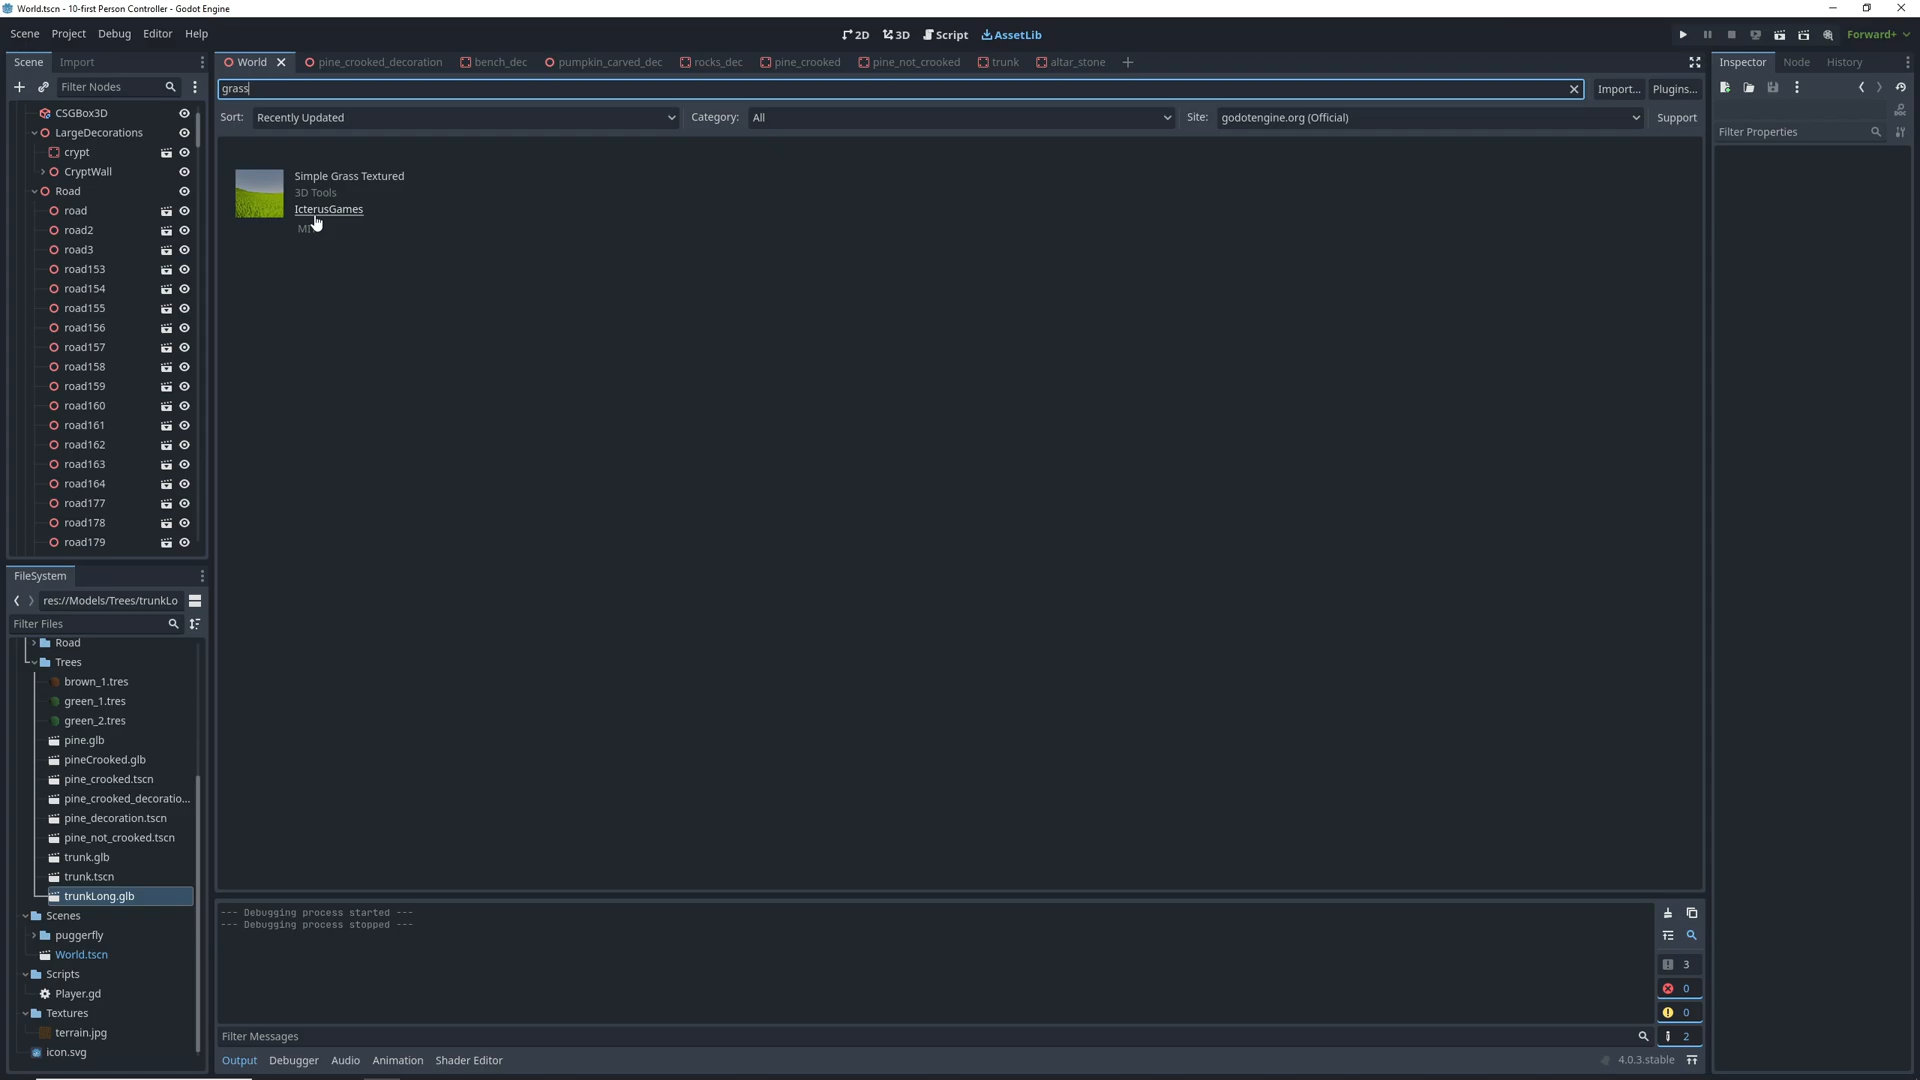 World.tscn - 10-first Person Controller - Godot Engine
Scene Project Debug Editor Help
2D 3D Script AssetLib
Forward+
Scene Import
World pine_crooked_decoration bench_dec pumpkin_carved_dec rocks_dec pine_crooked pine_not_crooked trunk altar_stone
Inspector Node History
Filter Nodes
grass
Import... Plugins...
Sort: Recently Updated Category: All Site: godotengine.org (Official) Support
Filter Properties
CSGBox3D
LargeDecorations
crypt
CryptWall
Road
road
road2
road3
road153
road154
road155
road156
road157
road158
road159
road160
road161
road162
road163
road164
road177
road178
road179
Simple Grass Textured
3D Tools
IcterusGames
FileSystem
res://Models/Trees/trunkLo
Filter Files
Road
Trees
brown_1.tres
green_1.tres
green_2.tres
pine.glb
pineCrooked.glb
pine_crooked.tscn
pine_crooked_decoratio...
pine_decoration.tscn
pine_not_crooked.tscn
trunk.glb
trunk.tscn
trunkLong.glb
Scenes
puggerfly
World.tscn
Scripts
Player.gd
Textures
terrain.jpg
icon.svg
--- Debugging process started ---
--- Debugging process stopped ---
3
0
0
2
Filter Messages
Output Debugger Audio Animation Shader Editor
4.0.3.stable